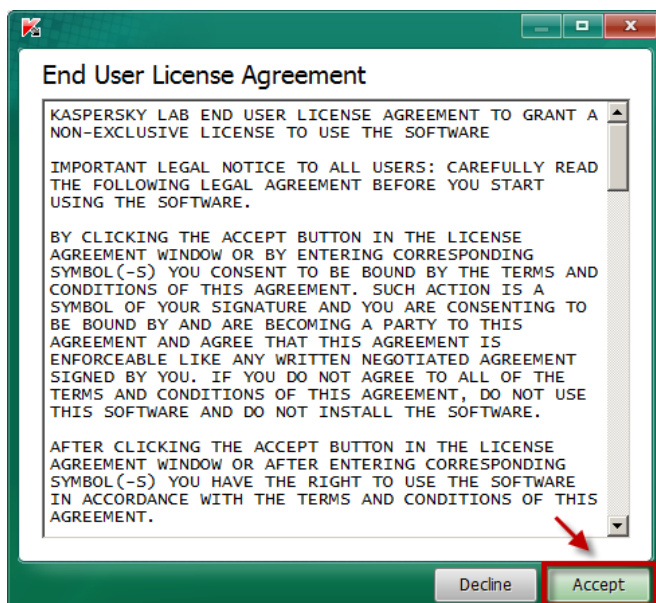 End User License Agreement
KASPERSKY LAB END USER LICENSE AGREEMENT TO GRANT A
NON-EXCLUSIVE LICENSE TO USE THE SOFTWARE
IMPORTANT LEGAL NOTICE TO ALL USERS: CAREFULLY READ
THE FOLLOWING LEGAL AGREEMENT BEFORE YOU START
USING THE SOFTWARE.
BY CLICKING THE ACCEPT BUTTON IN THE LICENSE
AGREEMENT WINDOW OR BY ENTERING CORRESPONDING
SYMBOL(-S) YOU CONSENT TO BE BOUND BY THE TERMS AND
CONDITIONS OF THIS AGREEMENT. SUCH ACTION IS A
SYMBOL OF YOUR SIGNATURE AND YOU ARE CONSENTING TO
BE BOUND BY AND ARE BECOMING A PARTY TO THIS
AGREEMENT AND AGREE THAT THIS AGREEMENT IS
ENFORCEABLE LIKE ANY WRITTEN NEGOTIATED AGREEMENT
SIGNED BY YOU. IF YOU DO NOT AGREE TO ALL OF THE
TERMS AND CONDITIONS OF THIS AGREEMENT, DO NOT USE
THIS SOFTWARE AND DO NOT INSTALL THE SOFTWARE.
AFTER CLICKING THE ACCEPT BUTTON IN THE LICENSE
AGREEMENT WINDOW OR AFTER ENTERING CORRESPONDING
SYMBOL(-S) YOU HAVE THE RIGHT TO USE THE SOFTWARE
IN ACCORDANCE WITH THE TERMS AND CONDITIONS OF THIS
AGREEMENT.
Decline
Accept